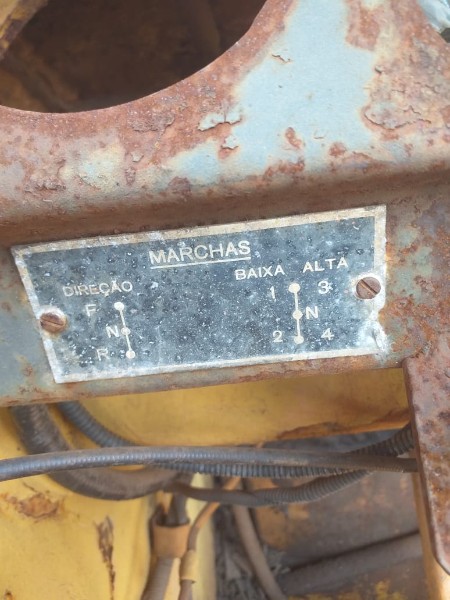 MARCHAS
DIREÇÃO BAIXA ALTA
F 1 3
N N
R 2 4